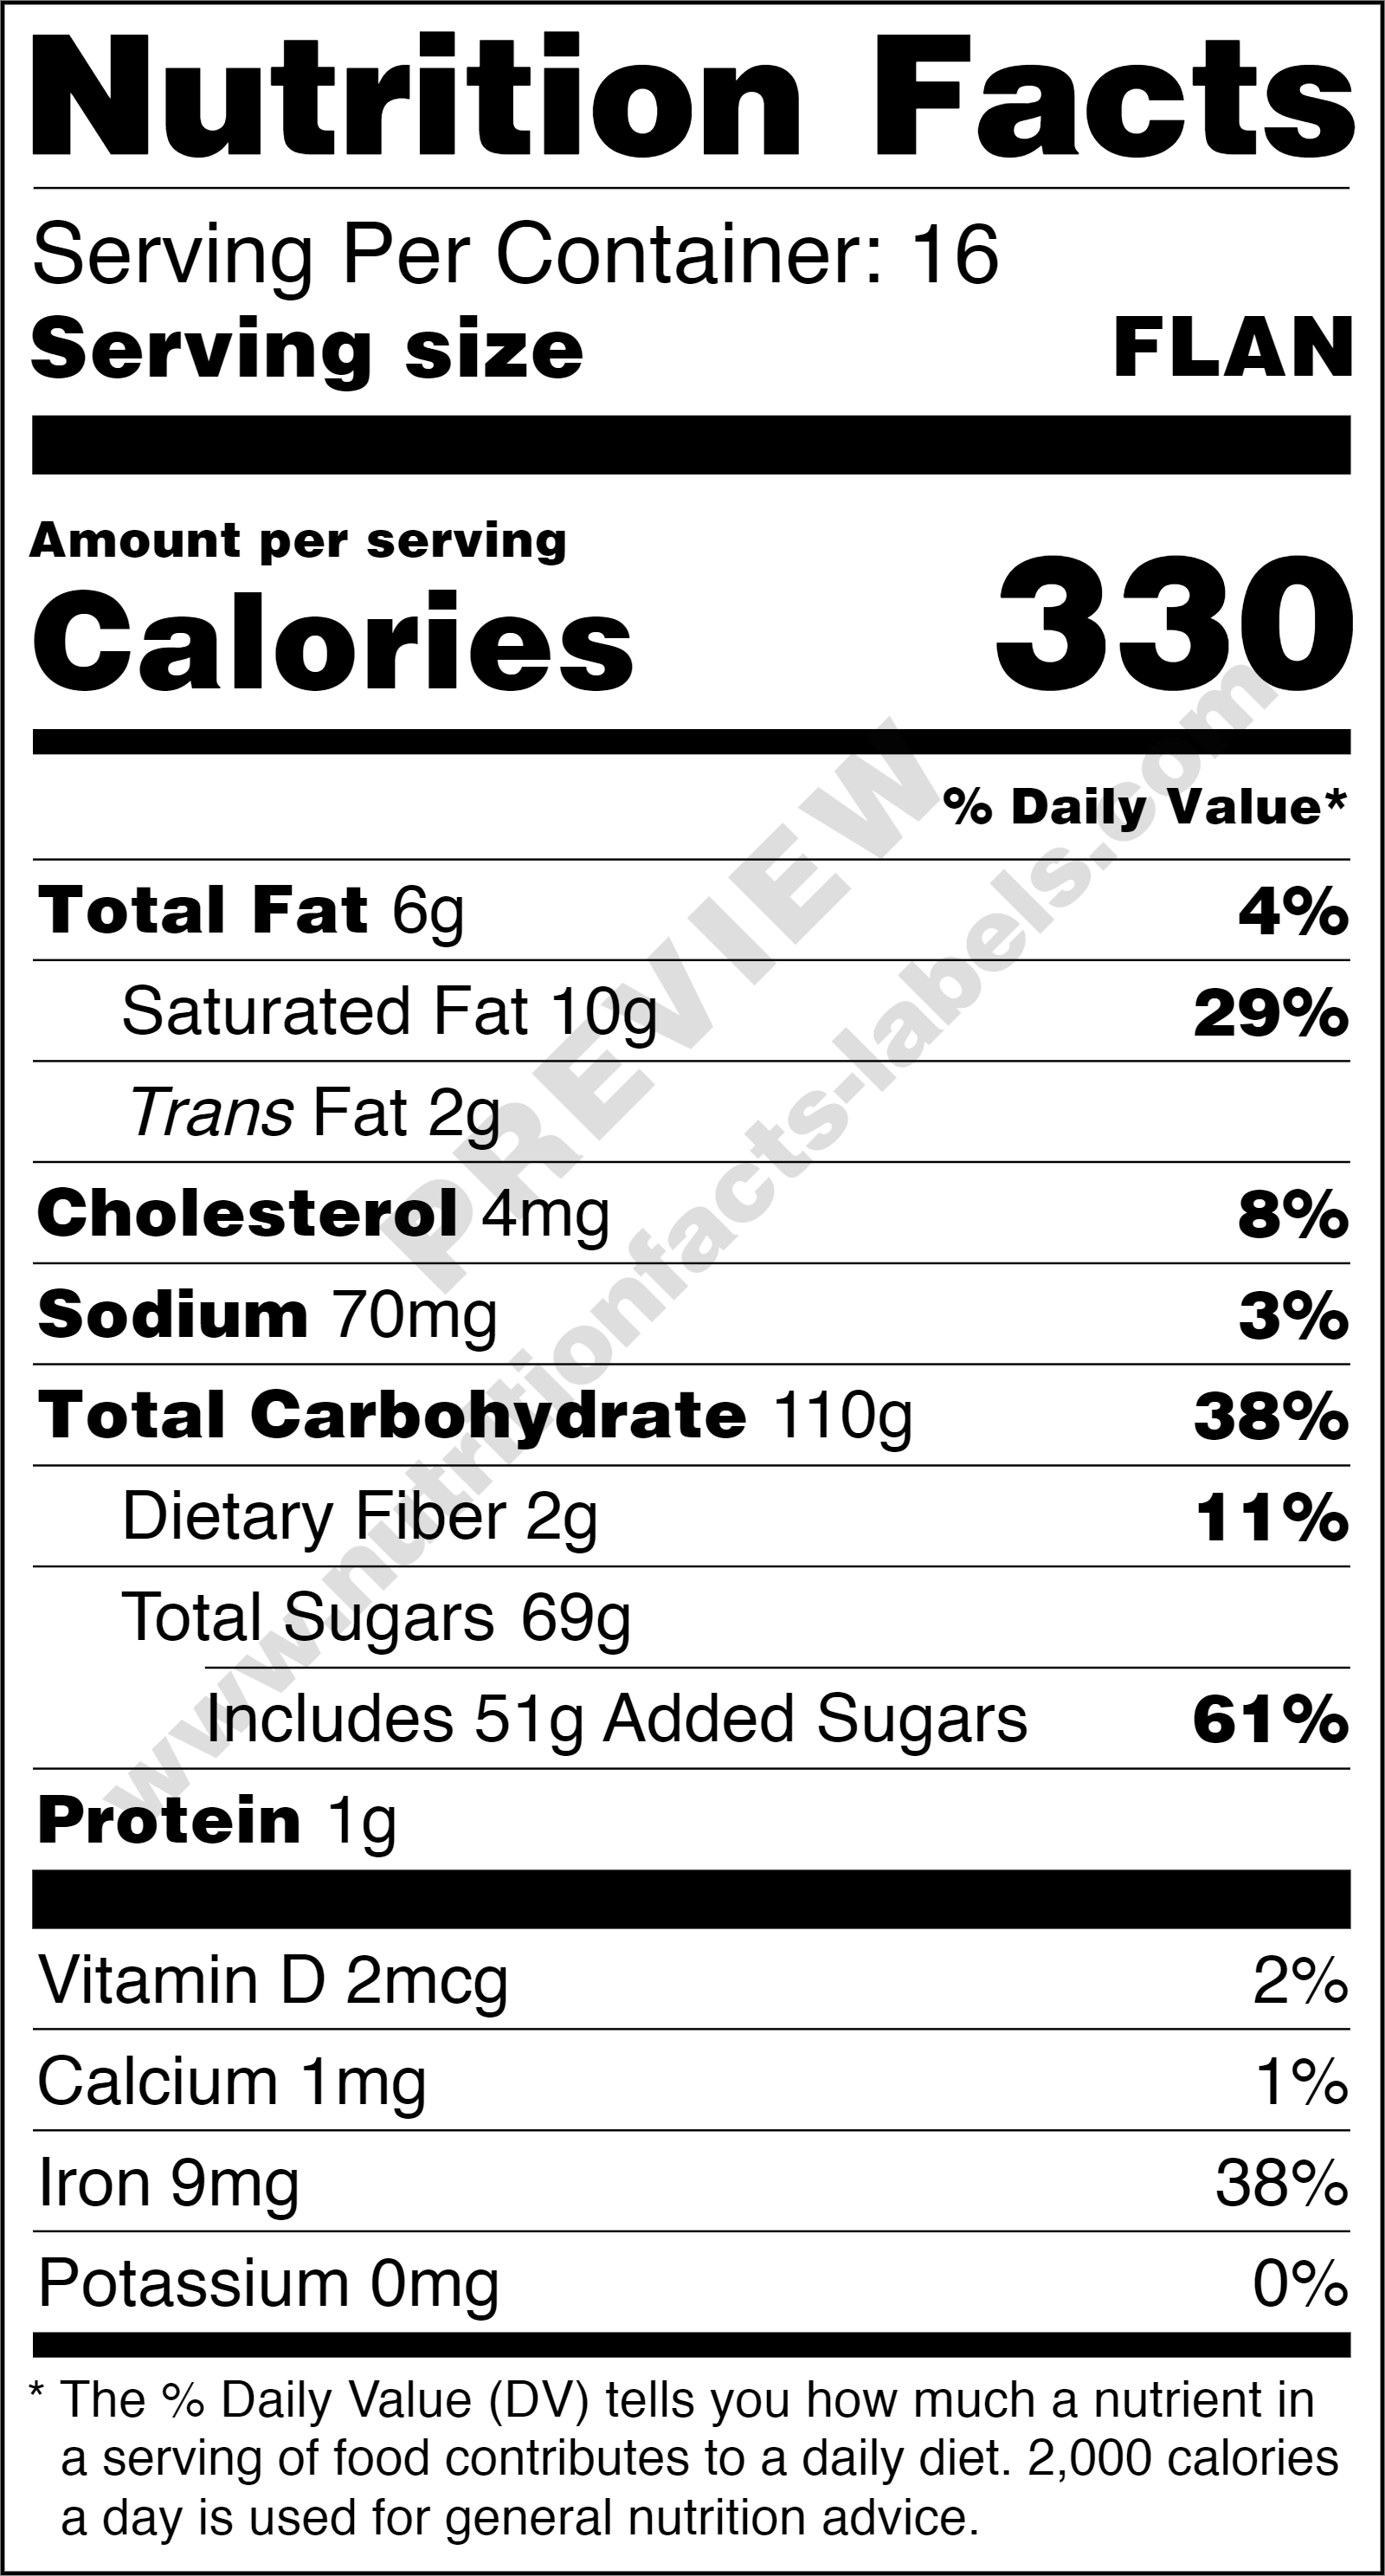 Nutrition Facts
Serving Per Container: 16
Serving size FLAN
Amount per serving
Calories 330
% Daily Value*
Total Fat 6g 4%
Saturated Fat 10g 29%
Trans Fat 2g
Cholesterol 4mg 8%
Sodium 70mg 3%
Total Carbohydrate 110g 38%
Dietary Fiber 2g 11%
Total Sugars 69g
Includes 51g Added Sugars 61%
Protein 1g
Vitamin D 2mcg 2%
Calcium 1mg 1%
Iron 9mg 38%
Potassium 0mg 0%
* The % Daily Value (DV) tells you how much a nutrient in
a serving of food contributes to a daily diet. 2,000 calories
a day is used for general nutrition advice.
PREVIEW
www.nutritionfacts-labels.com